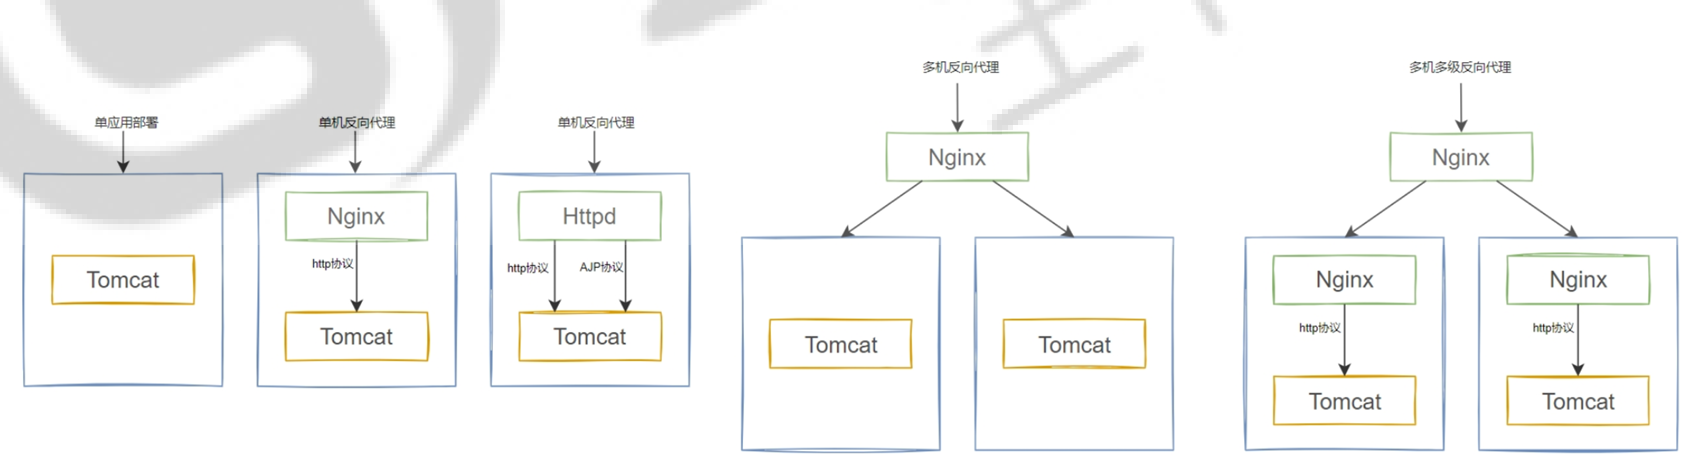 单应用部署
Tomcat
单机反向代理
Nginx
http协议
Tomcat
单机反向代理
Httpd
http协议
AJP协议
Tomcat
多机反向代理
Nginx
Tomcat
Tomcat
多机多级反向代理
Nginx
Nginx
http协议
Tomcat
Nginx
http协议
Tomcat